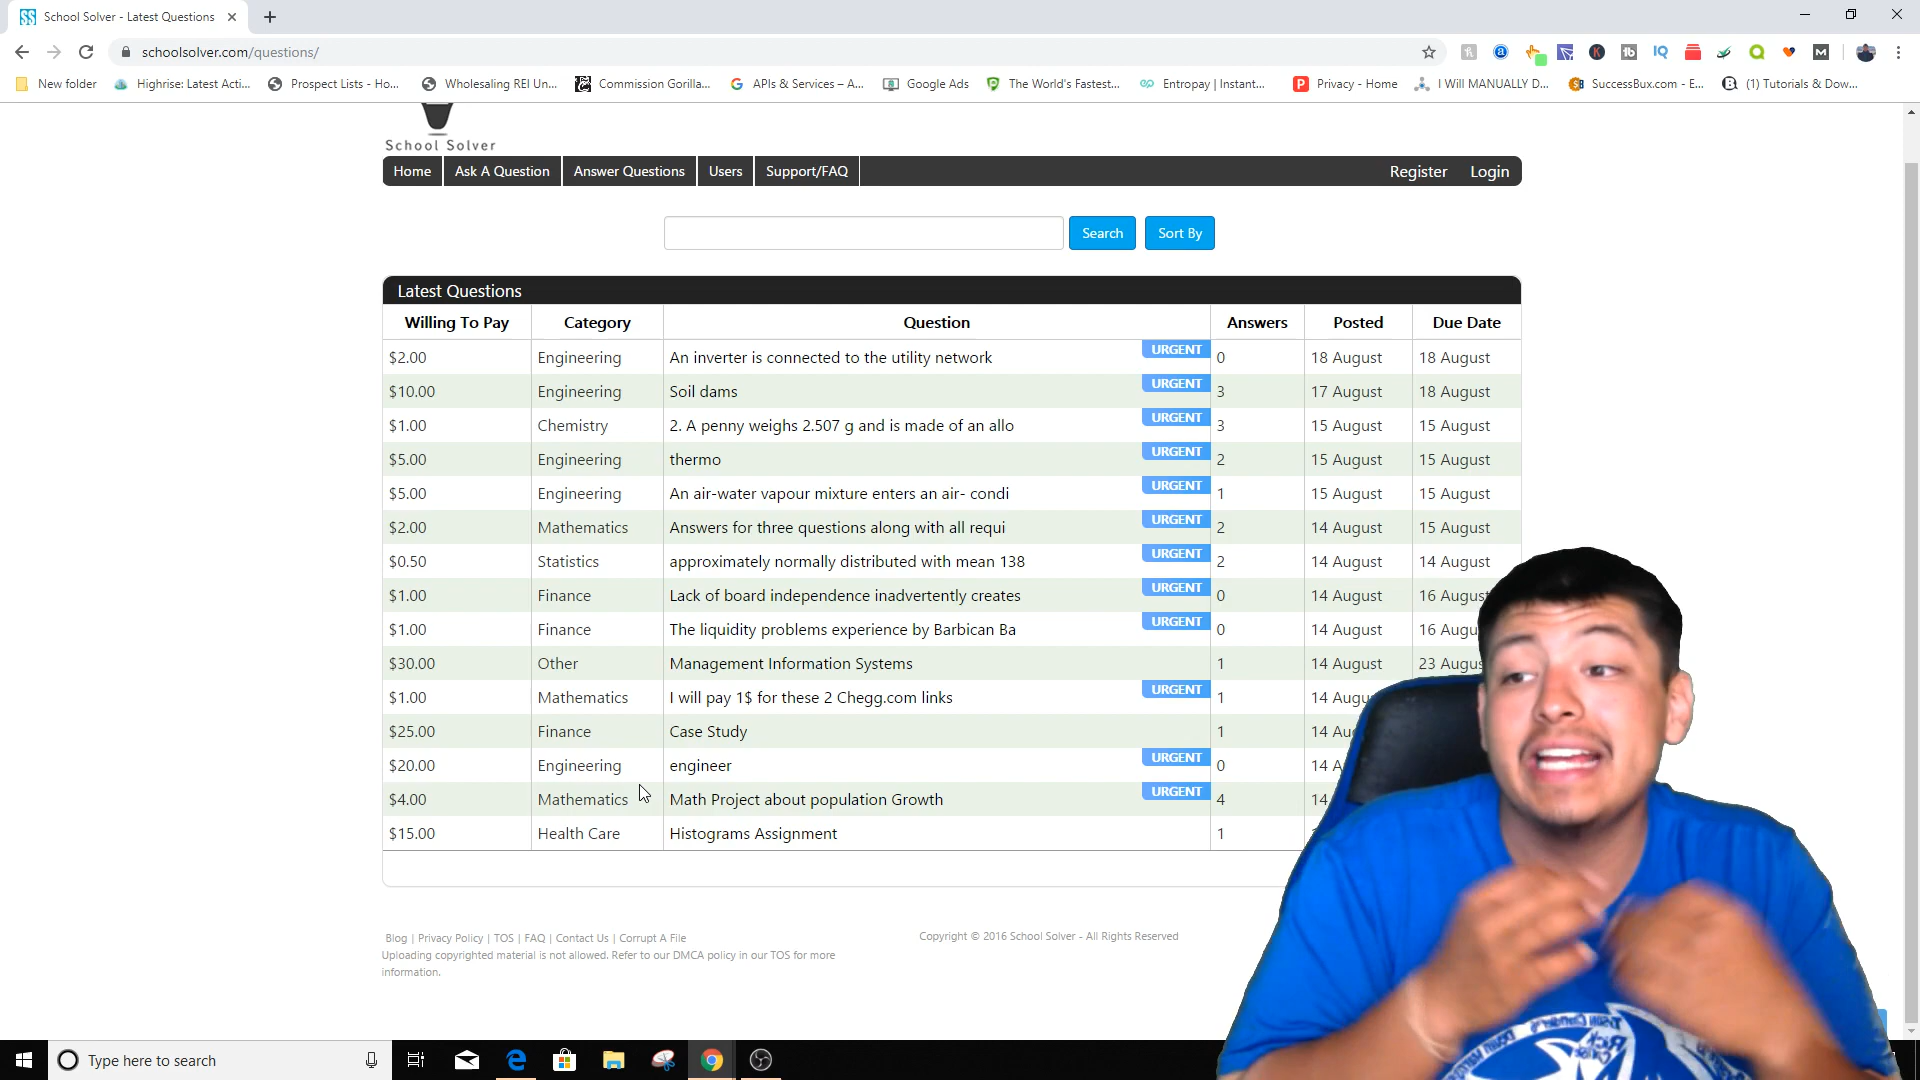 School Solver - Latest Questions
schoolsolver.com/questions/
New folder
Highrise: Latest Acti...
Prospect Lists - Ho...
Wholesaling REI Un...
Commission Gorilla...
APIs & Services – A...
Google Ads
The World's Fastest...
Entropay | Instant...
Privacy - Home
I Will MANUALLY D...
SuccessBux.com - E...
(1) Tutorials & Dow...
School Solver
Home Ask A Question Answer Questions Users Support/FAQ Register Login
Search Sort By
Latest Questions
Willing To Pay Category Question Answers Posted Due Date
$2.00 Engineering An inverter is connected to the utility network URGENT 0 18 August 18 August
$10.00 Engineering Soil dams URGENT 3 17 August 18 August
$1.00 Chemistry 2. A penny weighs 2.507 g and is made of an allo URGENT 3 15 August 15 August
$5.00 Engineering thermo URGENT 2 15 August 15 August
$5.00 Engineering An air-water vapour mixture enters an air- condi URGENT 1 15 August 15 August
$2.00 Mathematics Answers for three questions along with all requi URGENT 2 14 August 15 August
$0.50 Statistics approximately normally distributed with mean 138 URGENT 2 14 August 14 August
$1.00 Finance Lack of board independence inadvertently creates URGENT 0 14 August 16 Augus
$1.00 Finance The liquidity problems experience by Barbican Ba URGENT 0 14 August 16 Augu
$30.00 Other Management Information Systems 1 14 August 23 Augus
$1.00 Mathematics I will pay 1$ for these 2 Chegg.com links URGENT 1 14 Augu
$25.00 Finance Case Study 1 14 Au
$20.00 Engineering engineer URGENT 0 14 A
$4.00 Mathematics Math Project about population Growth URGENT 4 14
$15.00 Health Care Histograms Assignment 1
Blog | Privacy Policy | TOS | FAQ | Contact Us | Corrupt A File
Uploading copyrighted material is not allowed. Refer to our DMCA policy in our TOS for more
information.
Copyright © 2016 School Solver - All Rights Reserved
Type here to search